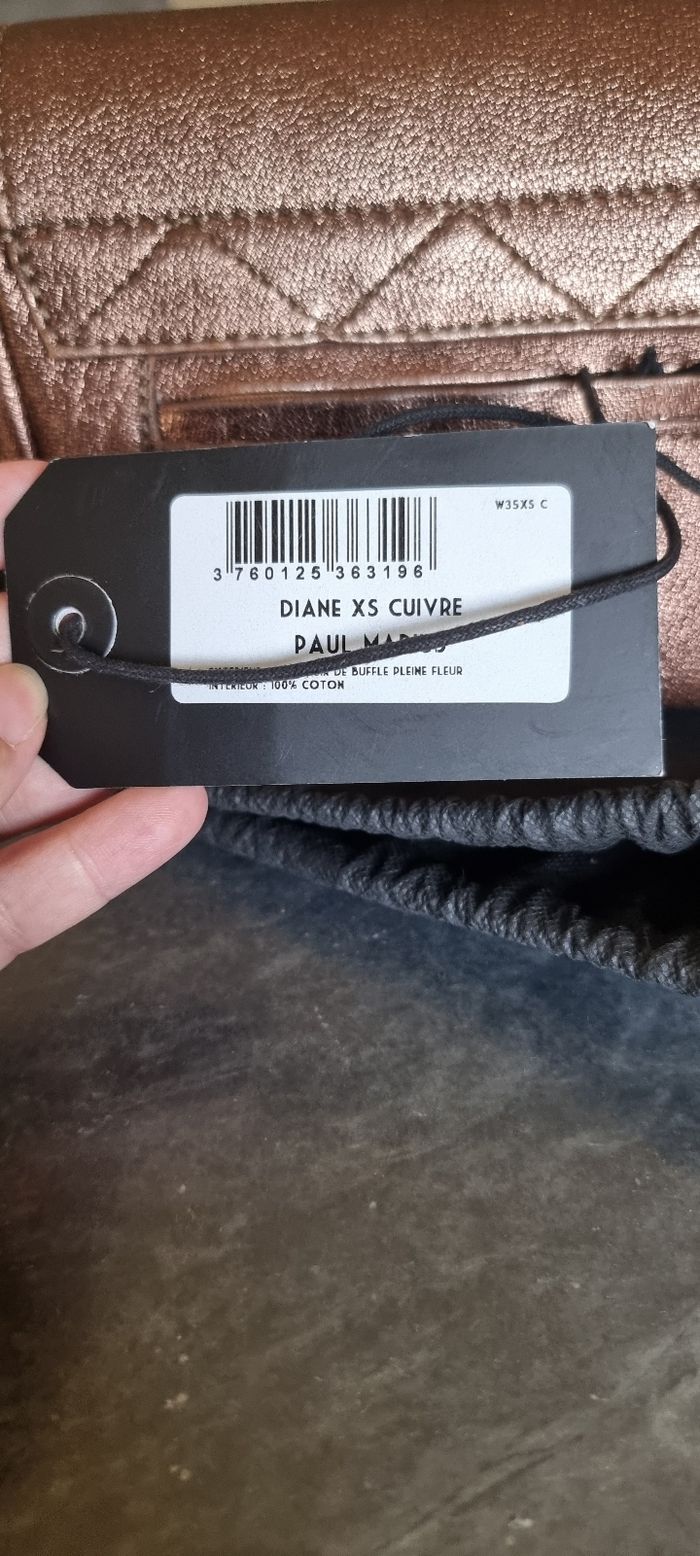 W35XS C
3 760125 363196
DIANE XS CUIVRE
PAUL MARIUS
DE BUFFLE PLEINE FLEUR
INTERIEUR : 100% COTON